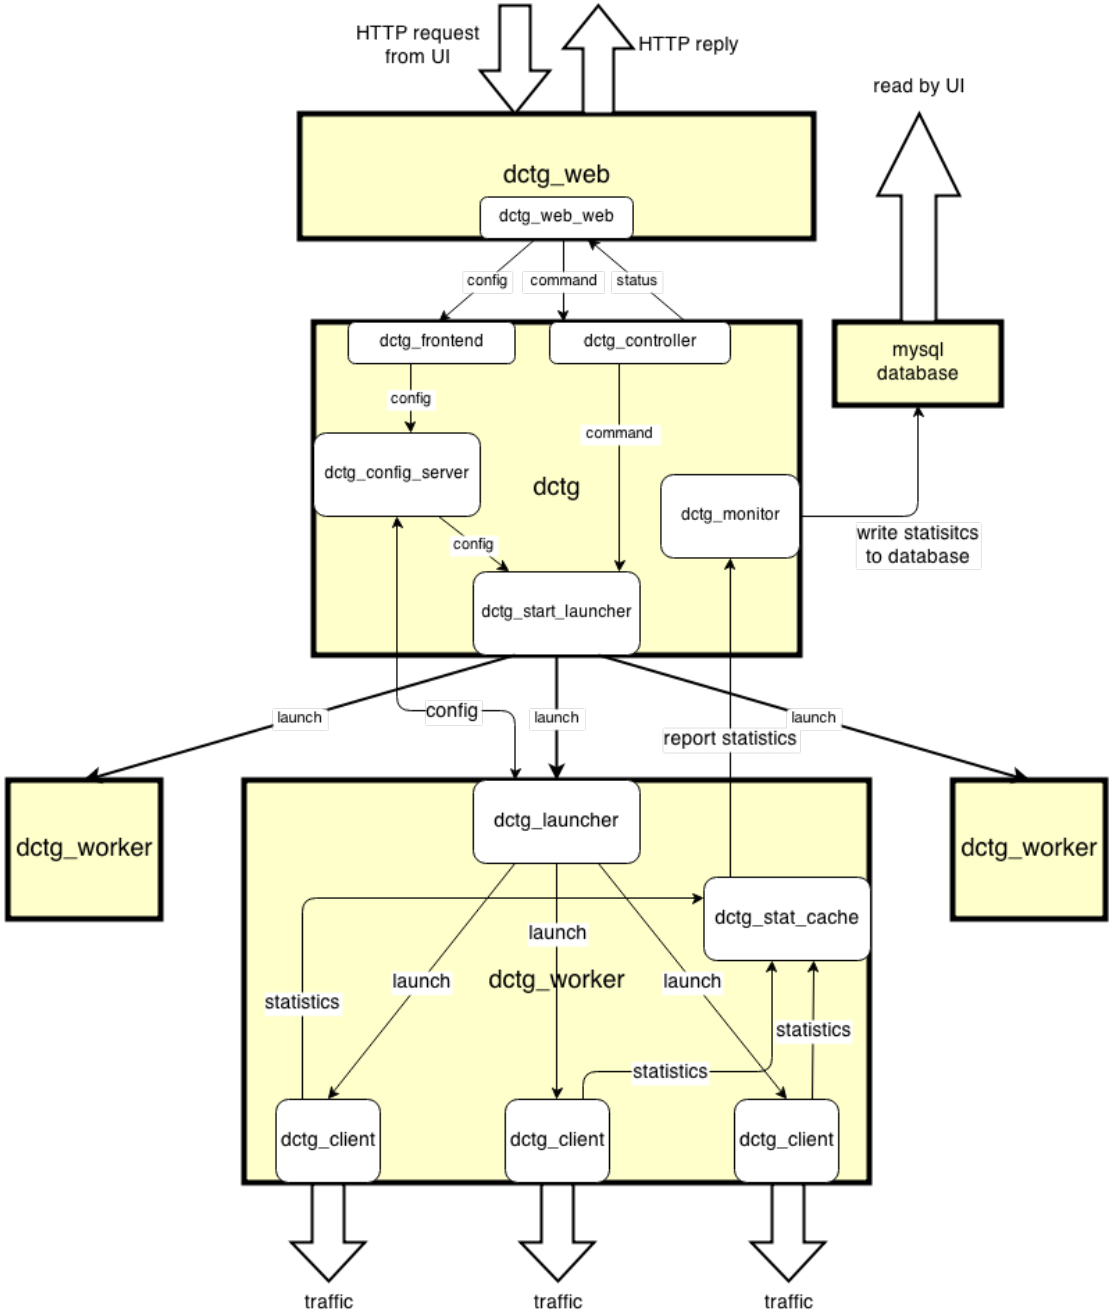 HTTP request
from UI
HTTP reply
read by UI
dctg_web
dctg_web_web
config
command
status
dctg_frontend
dctg_controller
mysql
database
config
command
dctg_config_server
dctg
dctg_monitor
config
write statisitcs
to database
dctg_start_launcher
launch
config
launch
launch
report statistics
dctg_worker
dctg_launcher
dctg_worker
dctg_stat_cache
launch
launch
dctg_worker
launch
statistics
statistics
statistics
dctg_client
dctg_client
dctg_client
traffic
traffic
traffic